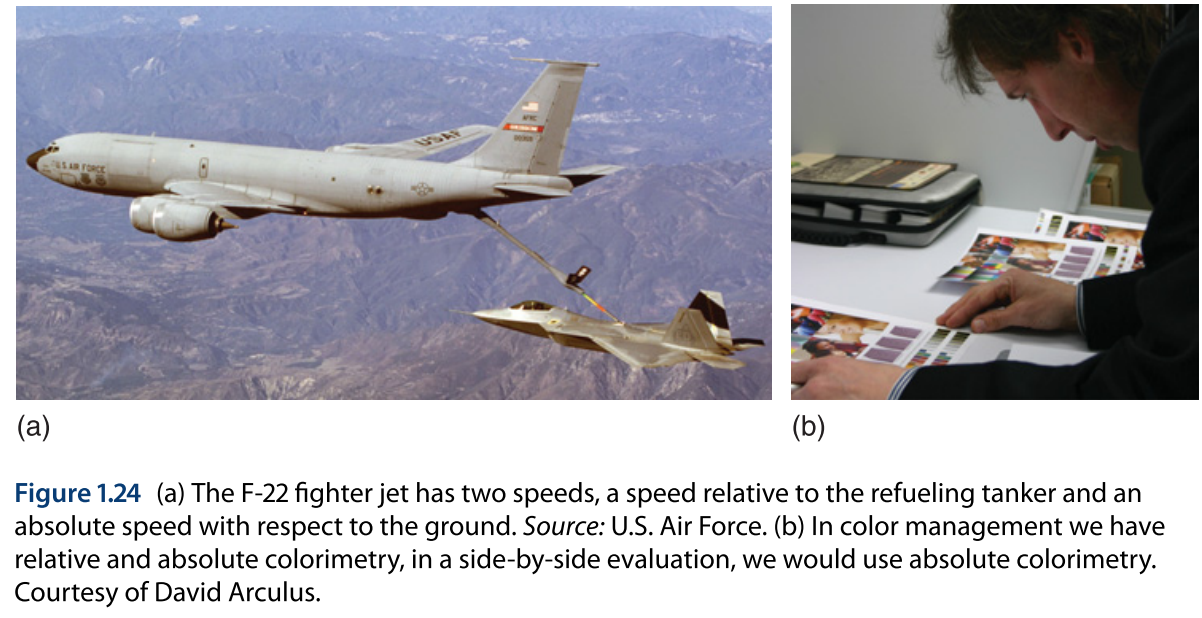 U.S. AIR FORCE
USAF
AFRC
(a)
(b)
Figure 1.24 (a) The F-22 fighter jet has two speeds, a speed relative to the refueling tanker and an
absolute speed with respect to the ground. Source: U.S. Air Force. (b) In color management we have
relative and absolute colorimetry, in a side-by-side evaluation, we would use absolute colorimetry.
Courtesy of David Arculus.